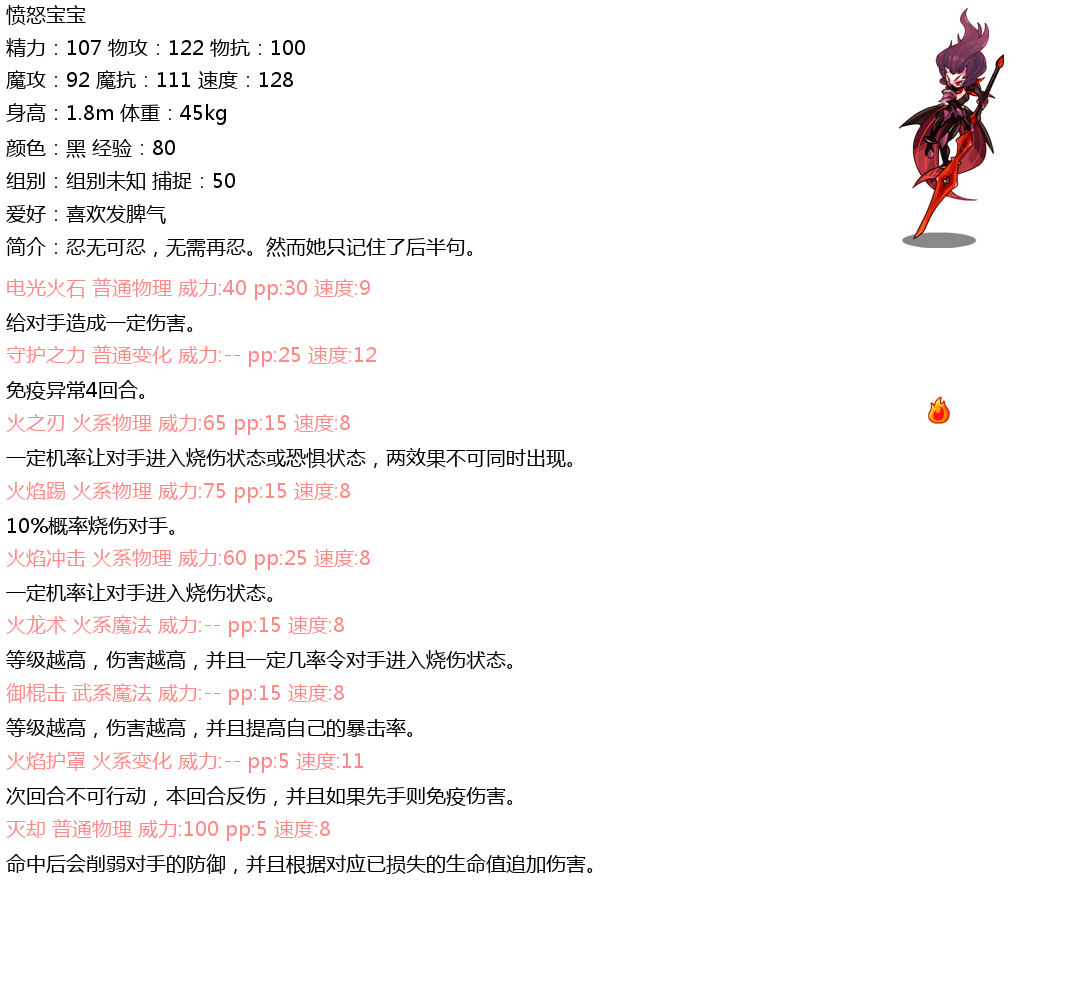 愤怒宝宝
精力：107 物攻：122 物抗：100
魔攻：92 魔抗：111 速度：128
身高：1.8m 体重：45kg
颜色：黑 经验：80
组别：组别未知 捕捉：50
爱好：喜欢发脾气
简介：忍无可忍，无需再忍。然而她只记住了后半句。
电光火石 普通物理 威力:40 pp:30 速度:9
给对手造成一定伤害。
守护之力 普通变化 威力:-- pp:25 速度:12
免疫异常4回合。
火之刃 火系物理 威力:65 pp:15 速度:8
一定机率让对手进入烧伤状态或恐惧状态，两效果不可同时出现。
火焰踢 火系物理 威力:75 pp:15 速度:8
10%概率烧伤对手。
火焰冲击 火系物理 威力:60 pp:25 速度:8
一定机率让对手进入烧伤状态。
火龙术 火系魔法 威力:-- pp:15 速度:8
等级越高，伤害越高，并且一定几率令对手进入烧伤状态。
御棍击 武系魔法 威力:-- pp:15 速度:8
等级越高，伤害越高，并且提高自己的暴击率。
火焰护罩 火系变化 威力:-- pp:5 速度:11
次回合不可行动，本回合反伤，并且如果先手则免疫伤害。
灭却 普通物理 威力:100 pp:5 速度:8
命中后会削弱对手的防御，并且根据对应已损失的生命值追加伤害。